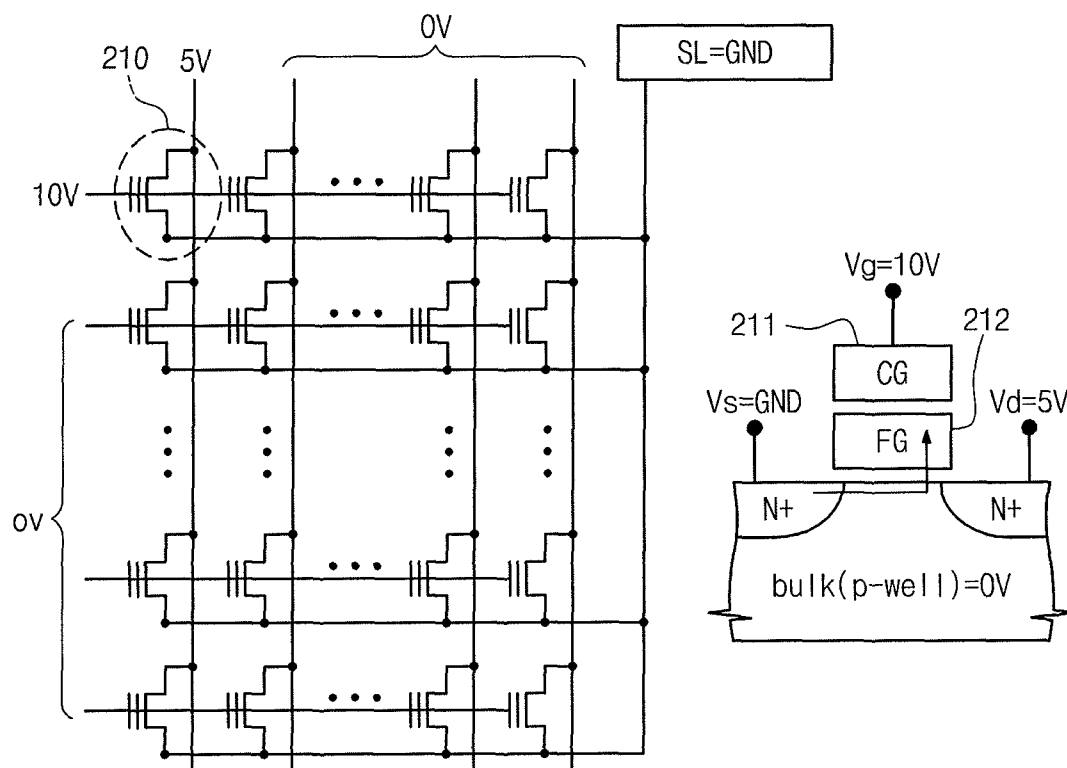 0V
210
5V
SL=GND
10V
Vg=10V
211
212
CG
Vs=GND
Vd=5V
FG
N+
N+
0V
bulk(p-well)=0V